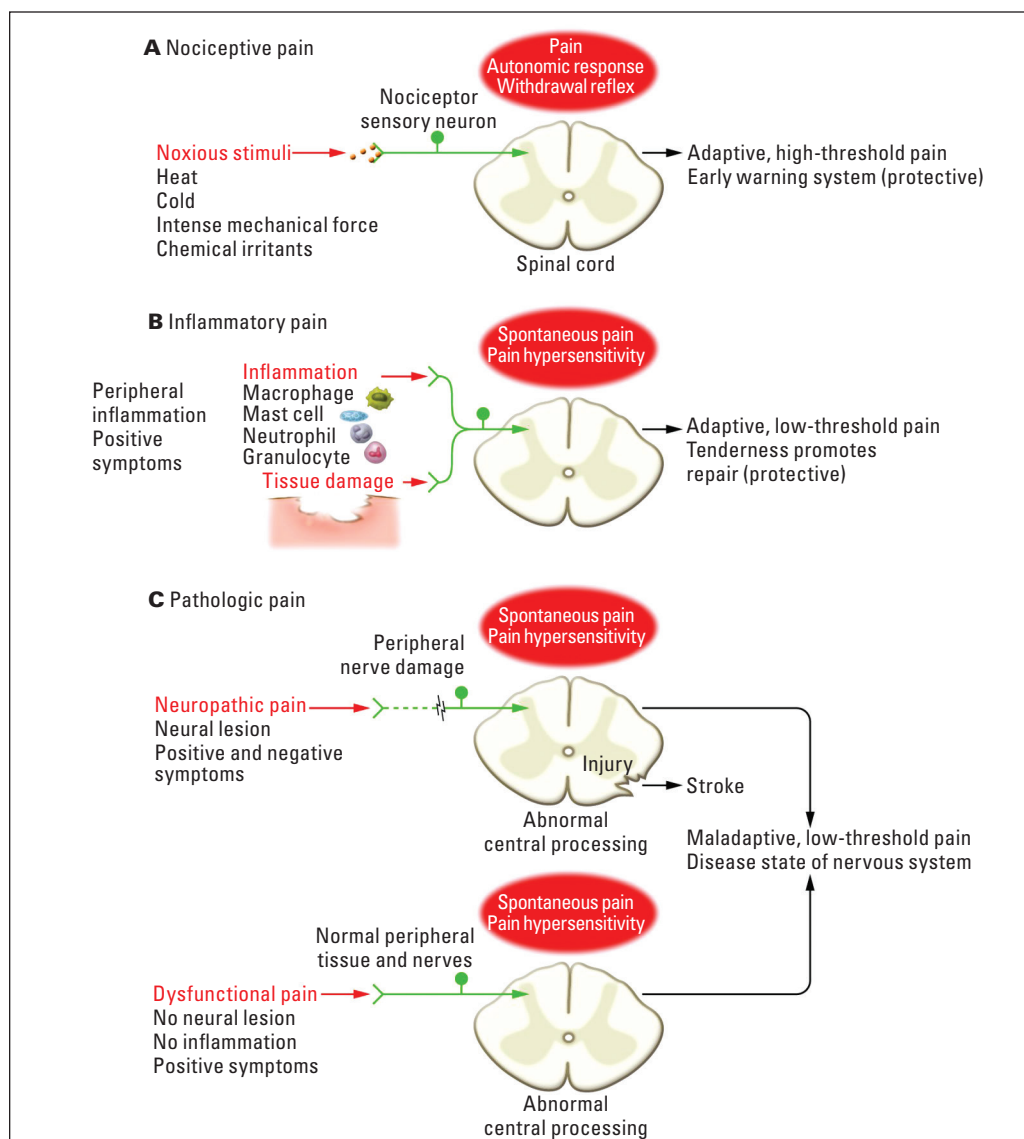 A Nociceptive pain
Pain
Autonomic response
Withdrawal reflex
Nociceptor
sensory neuron
Noxious stimuli
Heat
Cold
Intense mechanical force
Chemical irritants
Spinal cord
Adaptive, high-threshold pain
Early warning system (protective)
B Inflammatory pain
Spontaneous pain
Pain hypersensitivity
Peripheral
inflammation
Positive
symptoms
Inflammation
Macrophage
Mast cell
Neutrophil
Granulocyte
Tissue damage
Adaptive, low-threshold pain
Tenderness promotes
repair (protective)
C Pathologic pain
Spontaneous pain
Pain hypersensitivity
Peripheral
nerve damage
Neuropathic pain
Neural lesion
Positive and negative
symptoms
Injury
Stroke
Abnormal
central processing
Maladaptive, low-threshold pain
Disease state of nervous system
Spontaneous pain
Pain hypersensitivity
Normal peripheral
tissue and nerves
Dysfunctional pain
No neural lesion
No inflammation
Positive symptoms
Abnormal
central processing